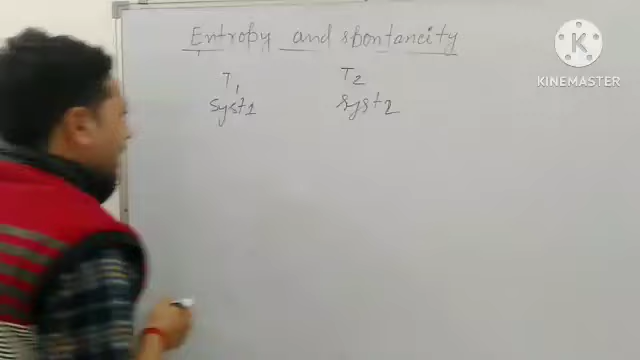 Entropy and spontaneity
T1 T2
Syst1 syst2
K
KINEMASTER